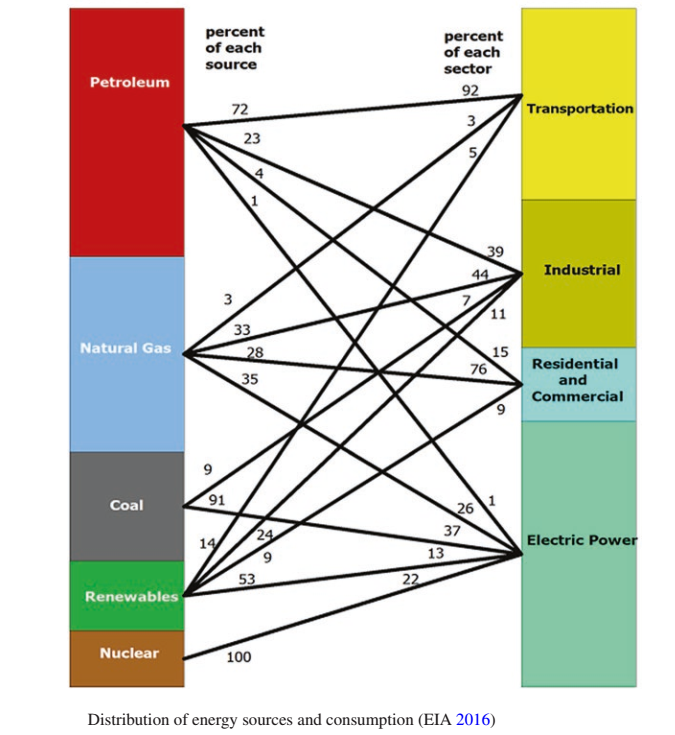 percent
of each
source
percent
of each
sector
Petroleum
72
23
4
1
92
3
5
Transportation
39
44
7
11
Industrial
Natural Gas
3
33
28
35
15
76
9
Residential
and
Commercial
Coal
9
91
1
26
37
13
22
Electric Power
Renewables
14
24
9
53
Nuclear
100
Distribution of energy sources and consumption (EIA 2016)